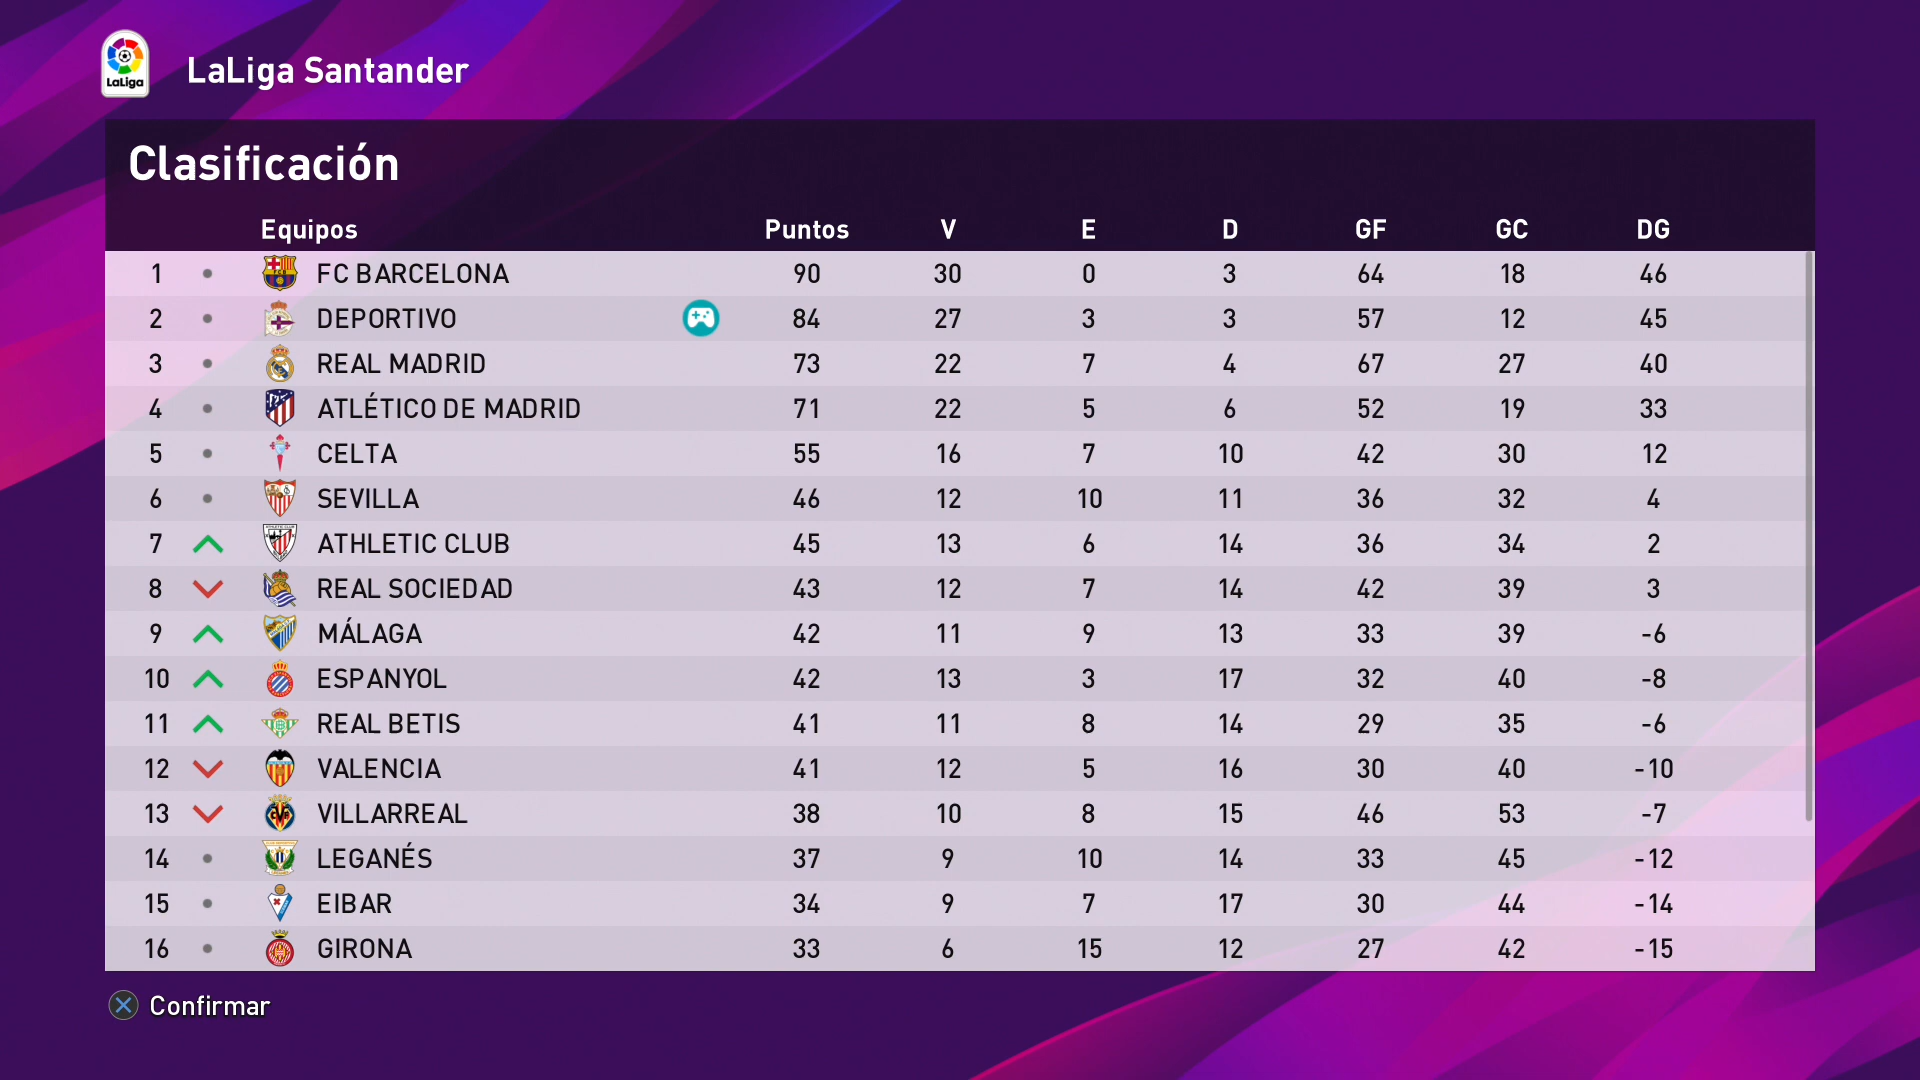 LaLiga
LaLiga Santander
Clasificación
Equipos Puntos V E D GF GC DG
1 FC BARCELONA 90 30 0 3 64 18 46
2 DEPORTIVO 84 27 3 3 57 12 45
3 REAL MADRID 73 22 7 4 67 27 40
4 ATLÉTICO DE MADRID 71 22 5 6 52 19 33
5 CELTA 55 16 7 10 42 30 12
6 SEVILLA 46 12 10 11 36 32 4
7 ATHLETIC CLUB 45 13 6 14 36 34 2
8 REAL SOCIEDAD 43 12 7 14 42 39 3
9 MÁLAGA 42 11 9 13 33 39 -6
10 ESPANYOL 42 13 3 17 32 40 -8
11 REAL BETIS 41 11 8 14 29 35 -6
12 VALENCIA 41 12 5 16 30 40 -10
13 VILLARREAL 38 10 8 15 46 53 -7
14 LEGANÉS 37 9 10 14 33 45 -12
15 EIBAR 34 9 7 17 30 44 -14
16 GIRONA 33 6 15 12 27 42 -15
Confirmar